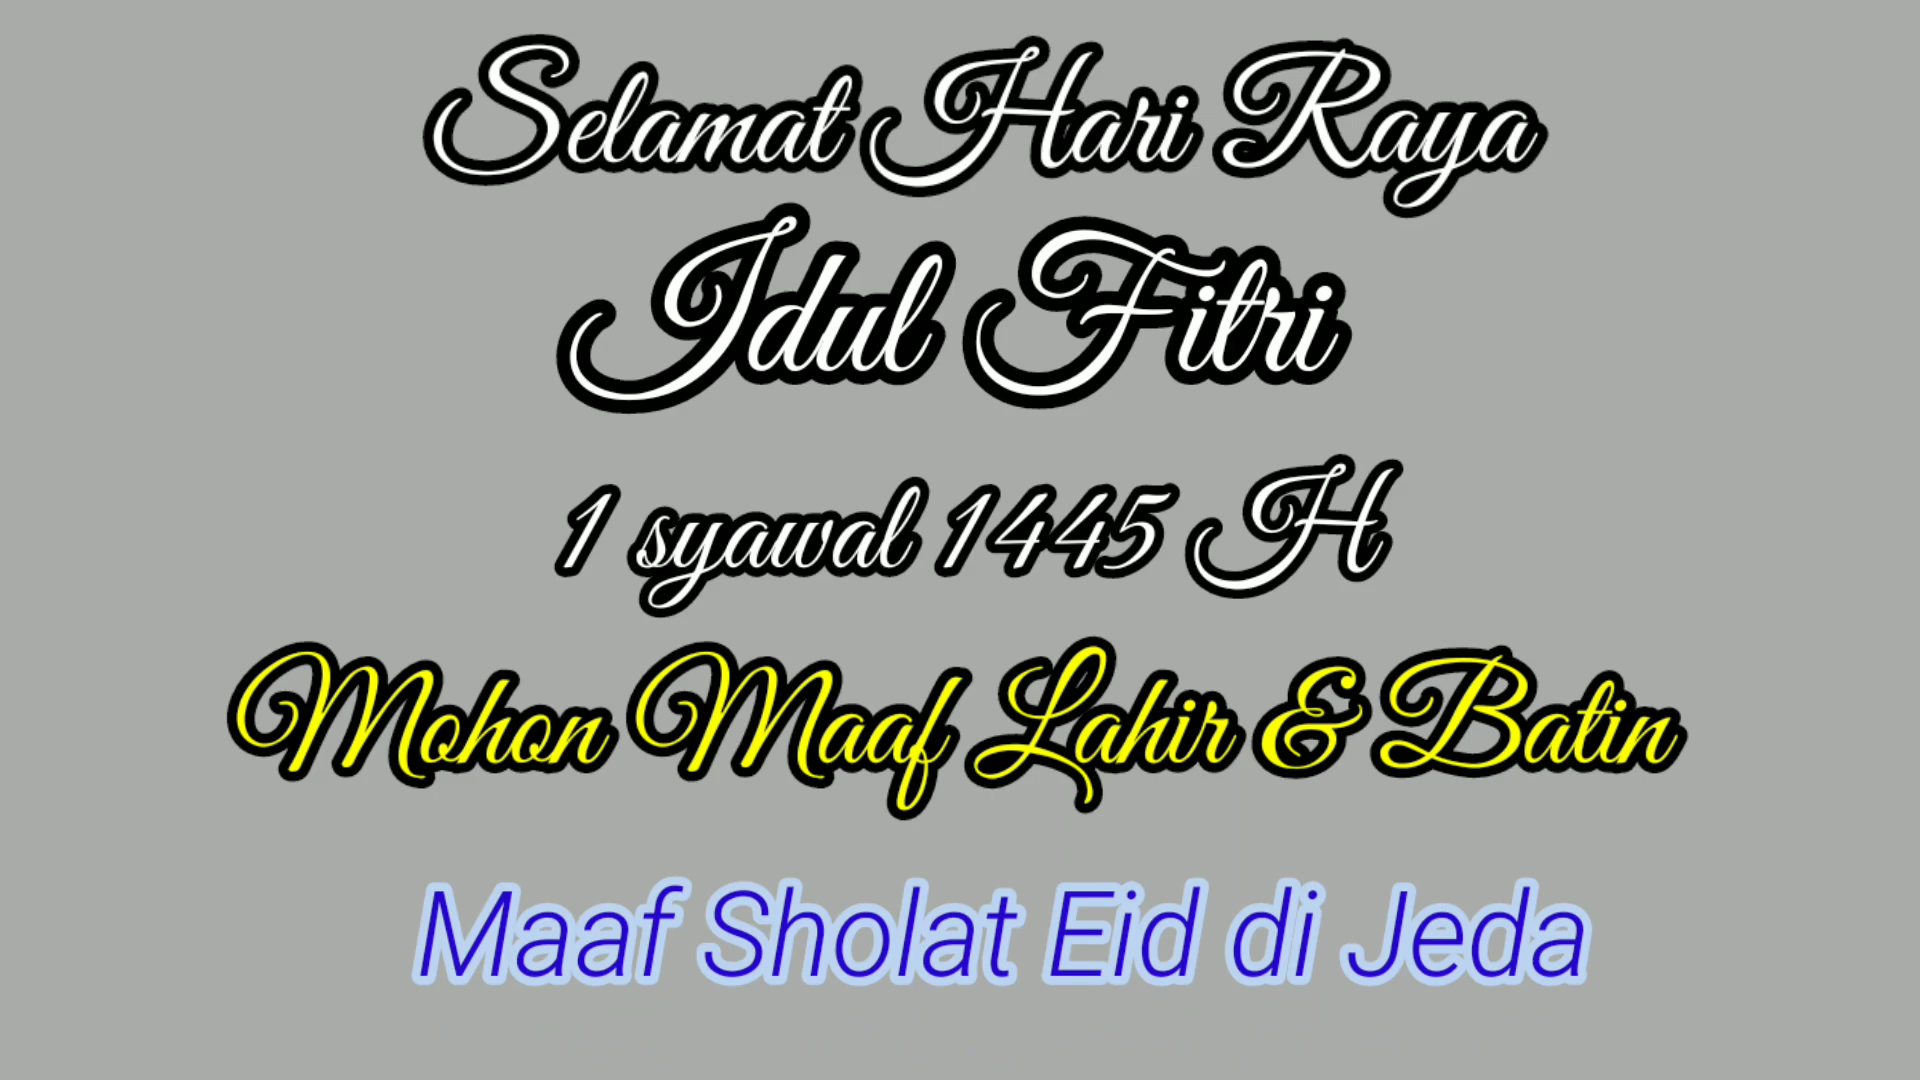 Selamat Hari Raya
Idul Fitri
1 syawal 1445 H
Mohon Maaf Lahir & Batin
Maaf Sholat Eid di Jeda